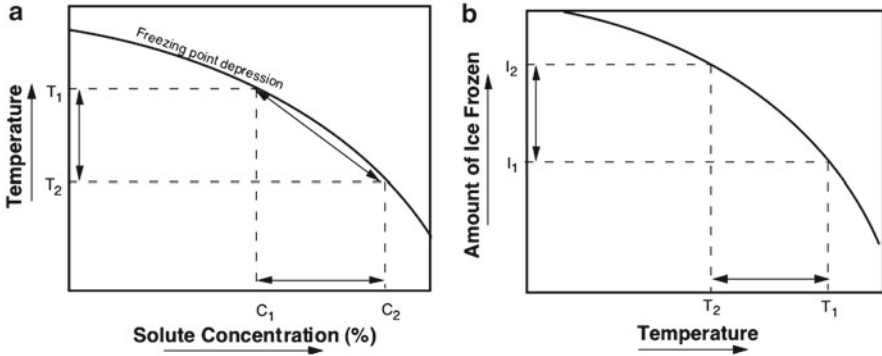 a
Freezing point depression
Temperature
T1
T2
C1
C2
Solute Concentration (%)
b
Amount of Ice Frozen
I2
I1
T2
T1
Temperature